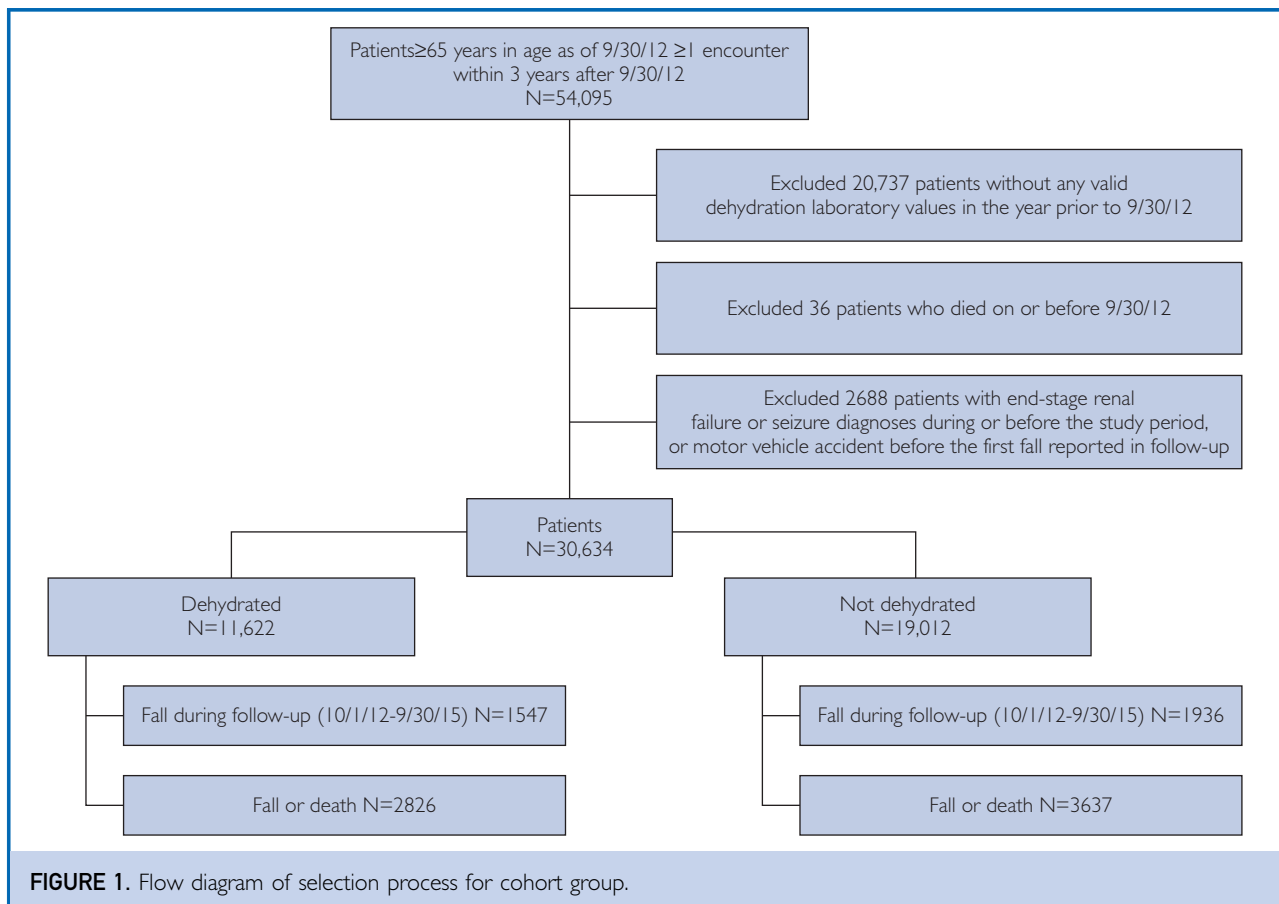 Patients≥65 years in age as of 9/30/12 ≥1 encounter
within 3 years after 9/30/12
N=54,095
Excluded 20,737 patients without any valid
dehydration laboratory values in the year prior to 9/30/12
Excluded 36 patients who died on or before 9/30/12
Excluded 2688 patients with end-stage renal
failure or seizure diagnoses during or before the study period,
or motor vehicle accident before the first fall reported in follow-up
Patients
N=30,634
Dehydrated
N=11,622
Fall during follow-up (10/1/12-9/30/15) N=1547
Fall or death N=2826
Not dehydrated
N=19,012
Fall during follow-up (10/1/12-9/30/15) N=1936
Fall or death N=3637
FIGURE 1. Flow diagram of selection process for cohort group.